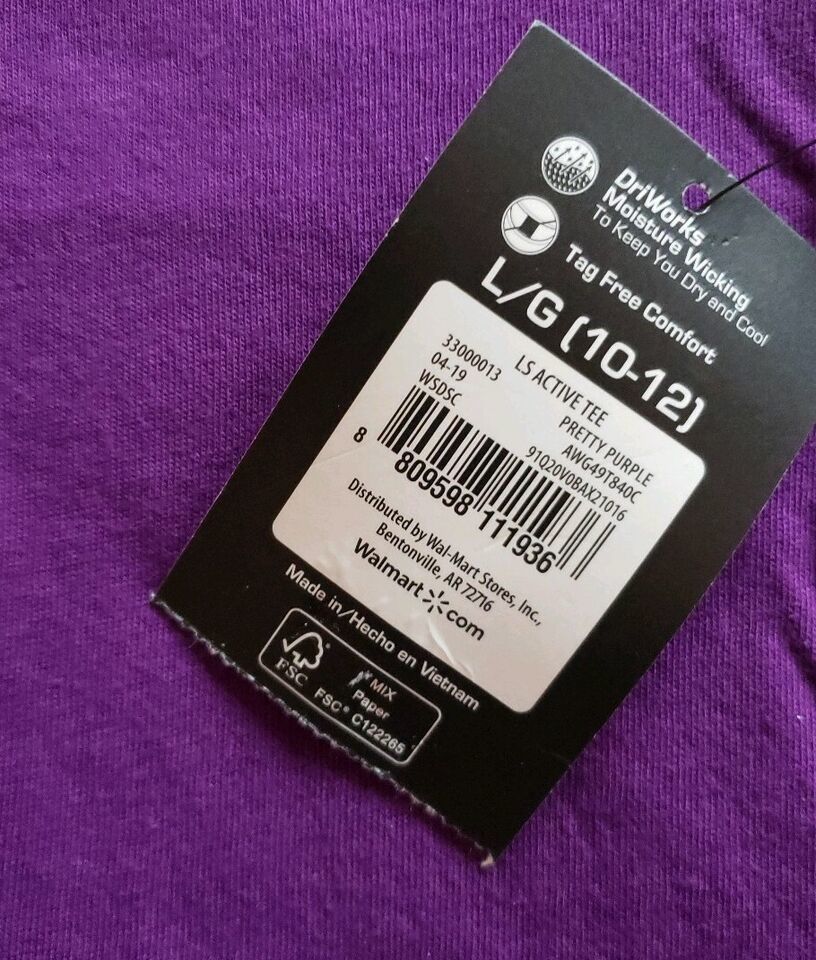 DriWorks
Moisture Wicking
To Keep You Dry and Cool
Tag Free Comfort
L/G (10-12)
33000013
04-19
WSDSC
LS ACTIVE TEE
PRETTY PURPLE
AWG49T840C
91Q20V0BAX21016
8 809598 111936
Distributed by Wal-Mart Stores, Inc.,
Bentonville, AR 72716
Walmart.com
Made in/Hecho en Vietnam
FSC
MIX
Paper
FSC® C122265